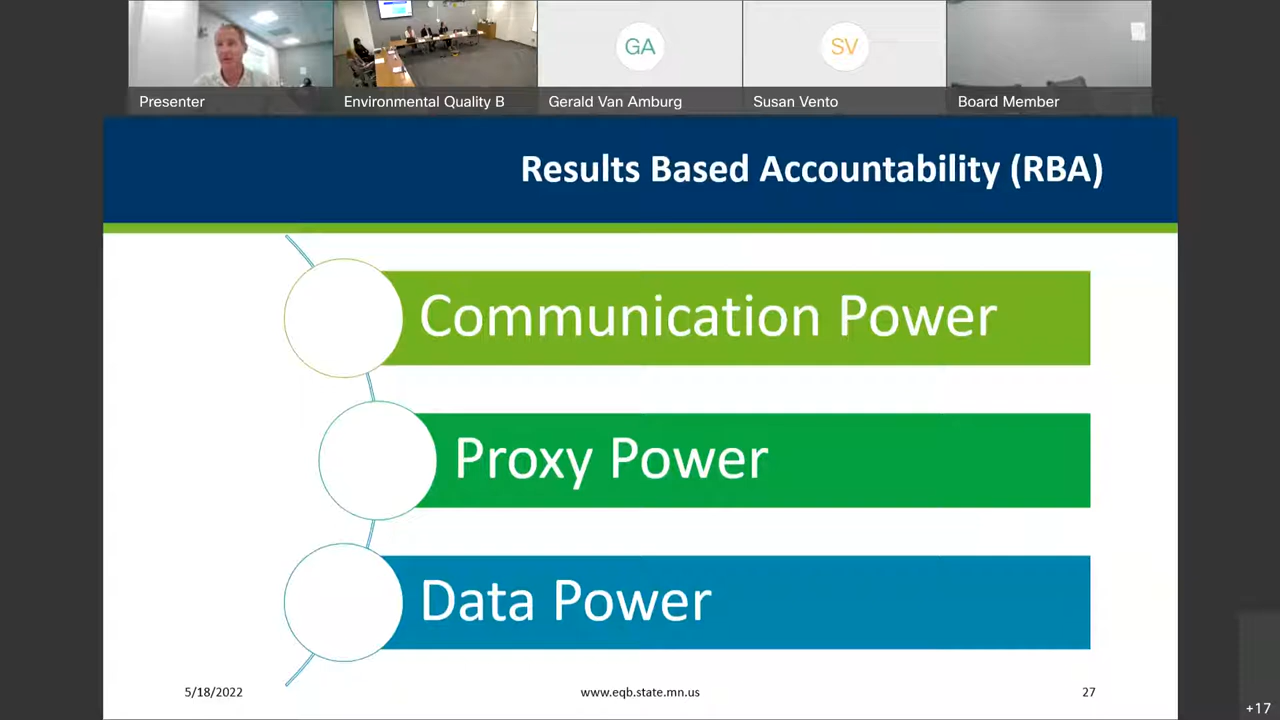 GA
SV
Presenter
Environmental Quality B
Gerald Van Amburg
Susan Vento
Board Member
Results Based Accountability (RBA)
Communication Power
Proxy Power
Data Power
5/18/2022
www.eqb.state.mn.us
27
+17